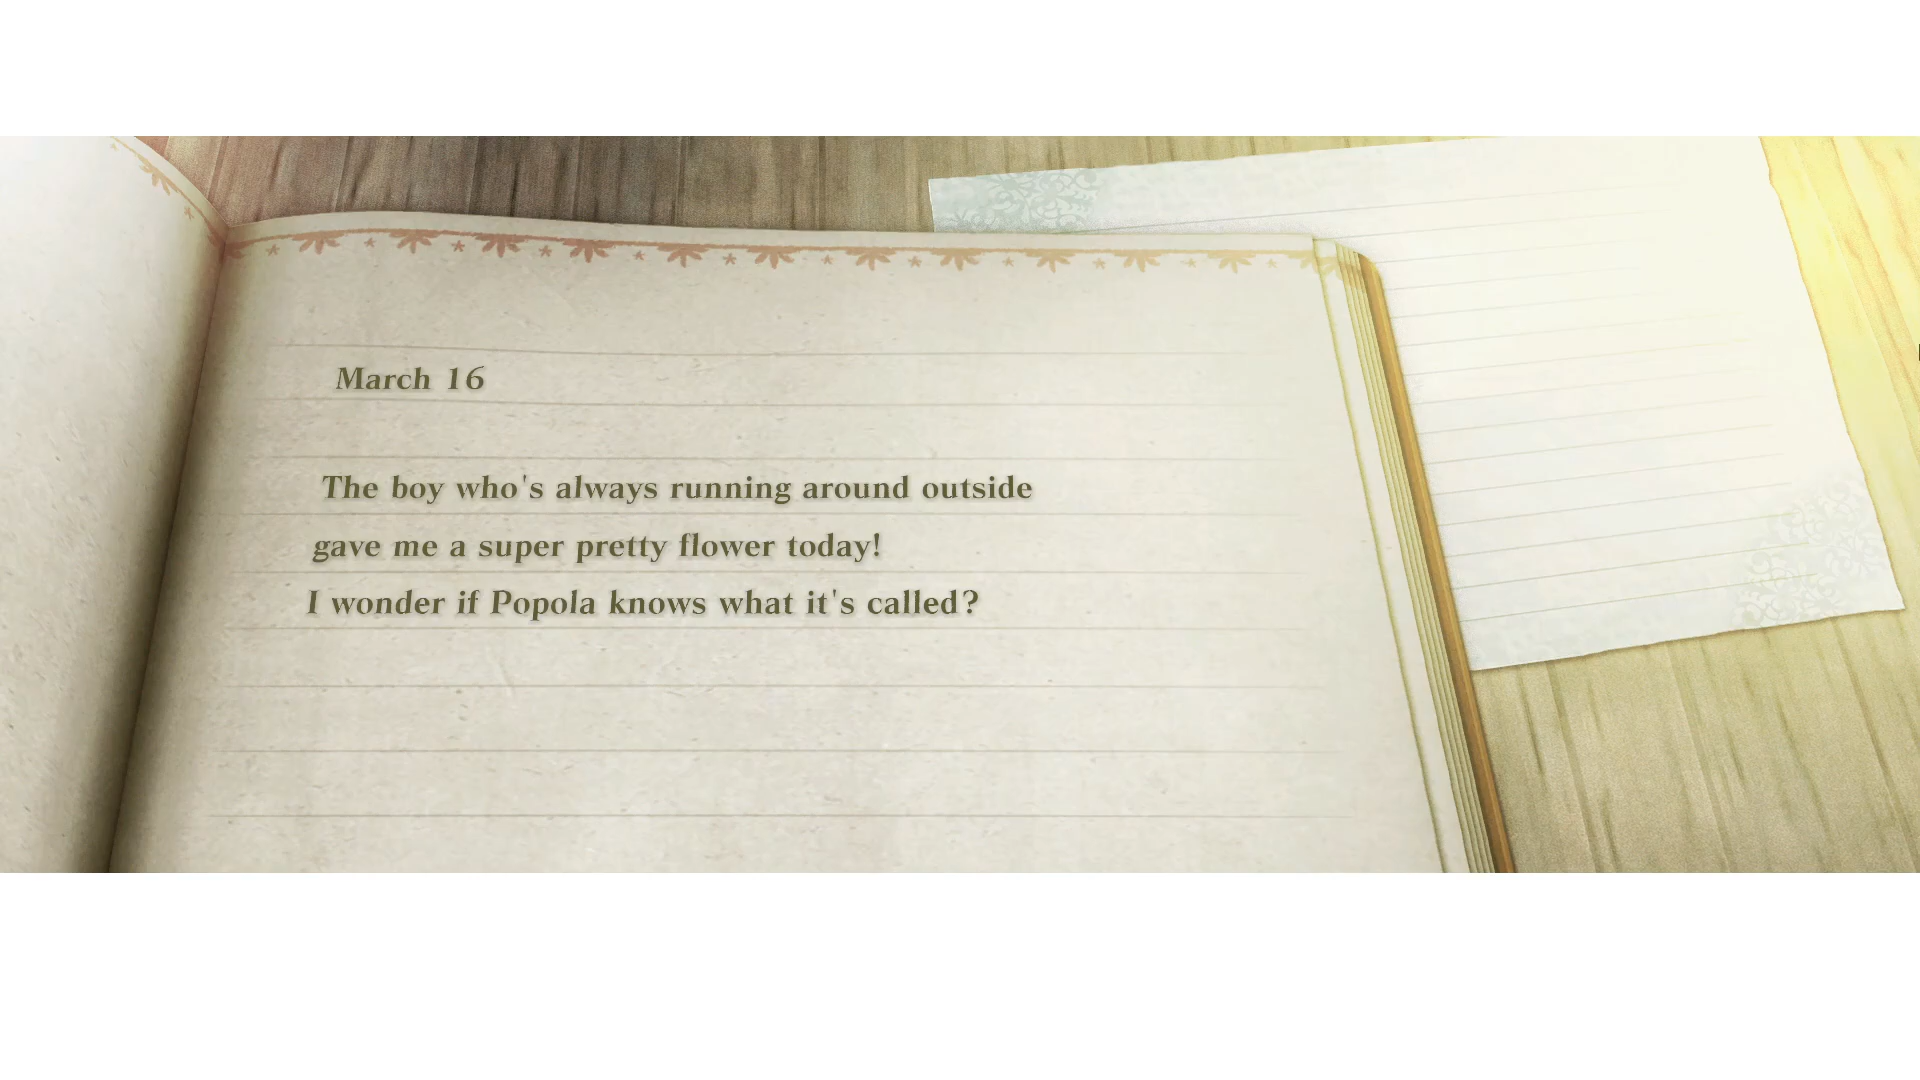 March 16
The boy who's always running around outside
gave me a super pretty flower today!
I wonder if Popola knows what it's called?